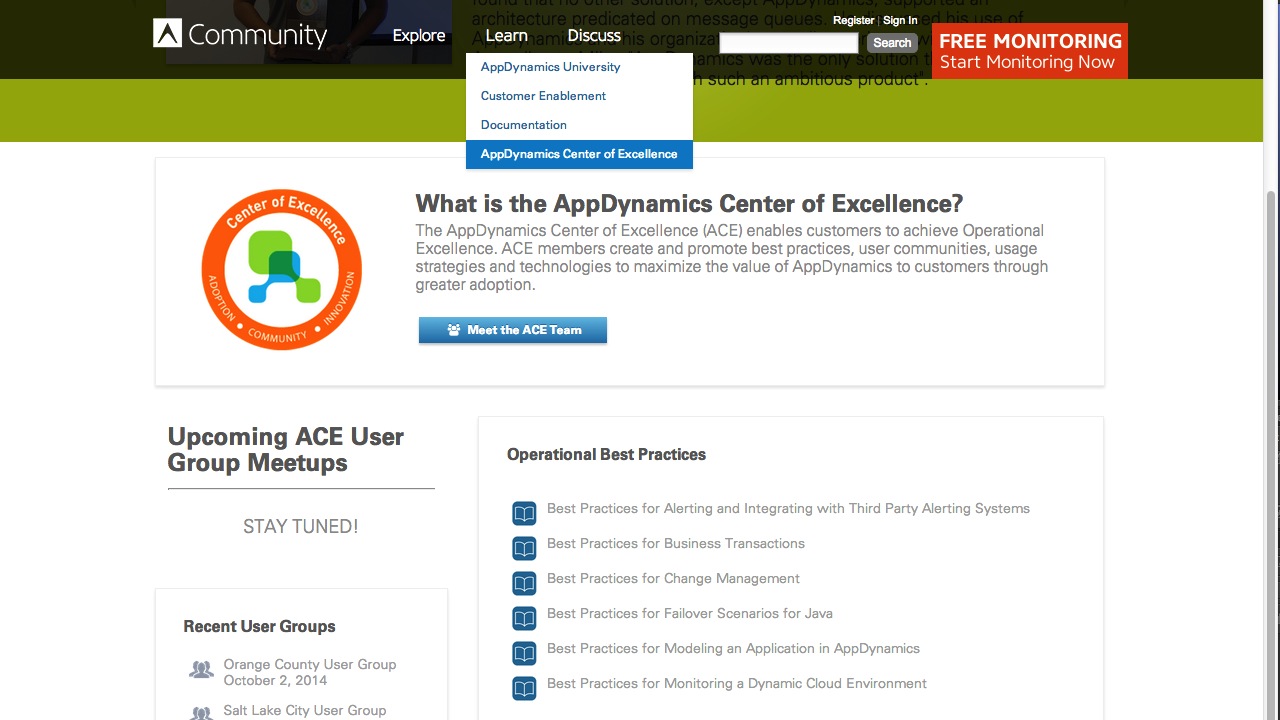 found that no other solution, except AppDynamics, supported an
architecture predicated on message queues.
his use of
Register | Sign In
Community
Explore
Learn
Discuss
Search
FREE MONITORING
Start Monitoring Now
AppDynamics and his organiza
namics was the only solution t
n such an ambitious product".
AppDynamics University
Customer Enablement
Documentation
AppDynamics Center of Excellence
Center of Excellence
ADOPTION • COMMUNITY • INNOVATION
What is the AppDynamics Center of Excellence?
The AppDynamics Center of Excellence (ACE) enables customers to achieve Operational
Excellence. ACE members create and promote best practices, user communities, usage
strategies and technologies to maximize the value of AppDynamics to customers through
greater adoption.
Meet the ACE Team
Upcoming ACE User
Group Meetups
STAY TUNED!
Recent User Groups
Orange County User Group
October 2, 2014
Salt Lake City User Group
Operational Best Practices
Best Practices for Alerting and Integrating with Third Party Alerting Systems
Best Practices for Business Transactions
Best Practices for Change Management
Best Practices for Failover Scenarios for Java
Best Practices for Modeling an Application in AppDynamics
Best Practices for Monitoring a Dynamic Cloud Environment